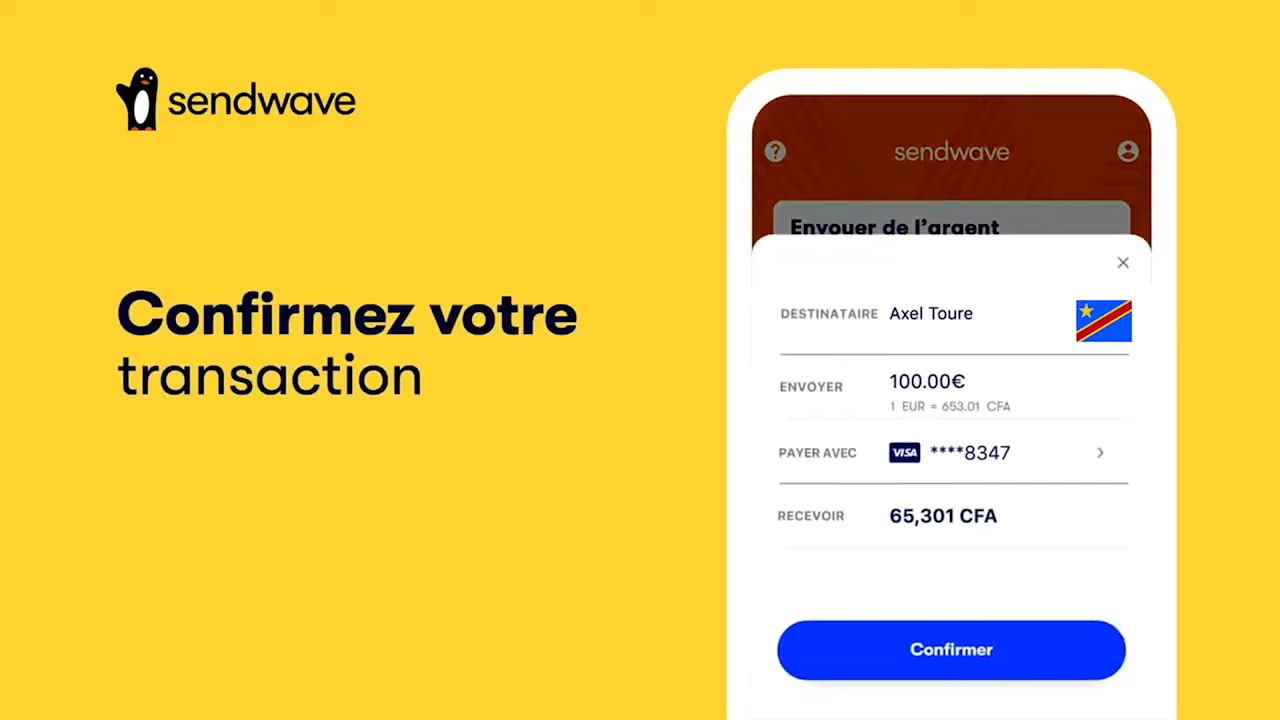 sendwave
Confirmez votre
transaction
sendwave
Envoyer de l'argent
DESTINATAIRE Axel Toure
ENVOYER 100.00€
1 EUR = 653.01 CFA
PAYER AVEC VISA ****8347
RECEVOIR 65,301 CFA
Confirmer